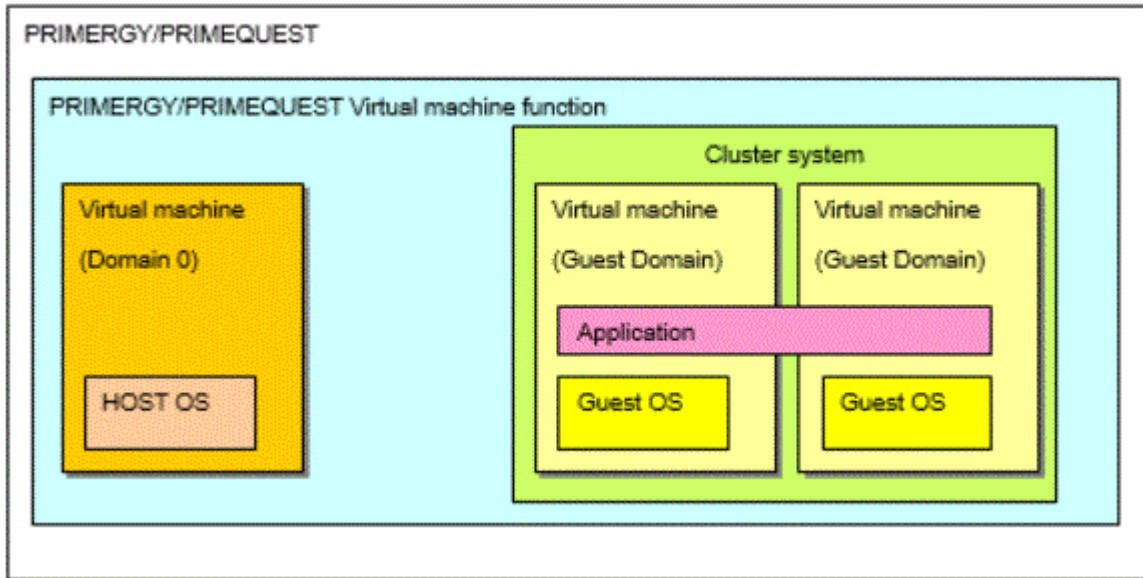 PRIMERGY/PRIMEQUEST
PRIMERGY/PRIMEQUEST Virtual machine function
Cluster system
Virtual machine
(Domain 0)
HOST OS
Virtual machine
(Guest Domain)
Virtual machine
(Guest Domain)
Application
Guest OS
Guest OS